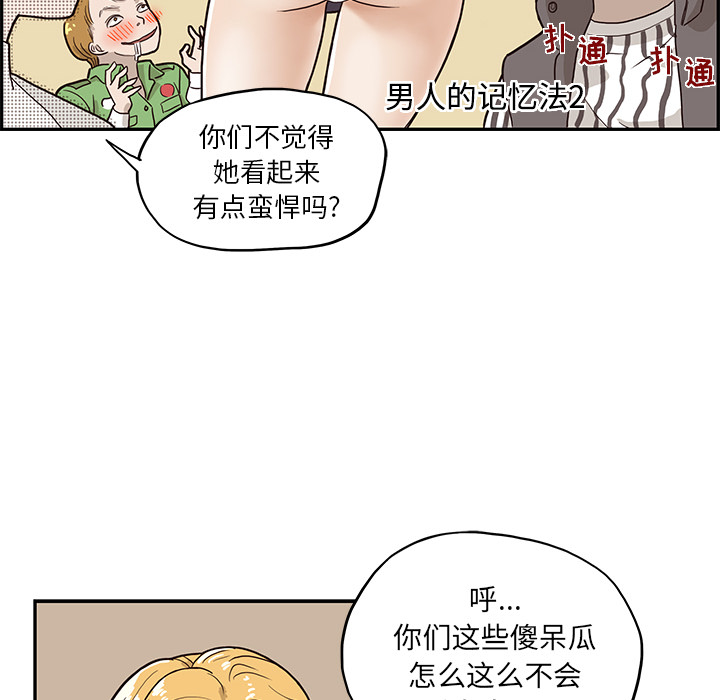 扑通
扑通
男人的记忆法2
你们不觉得
她看起来
有点蛮悍吗?
呼...
你们这些傻呆瓜
怎么这么不会